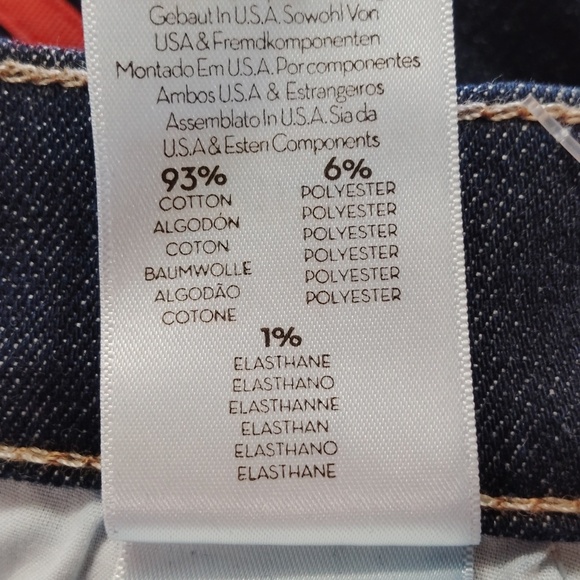 Gebaut In U.S.A. Sowohl Von
USA & Fremdkomponenten
Montado Em U.S.A. Por componentes
Ambos U.S.A & Estrangeiros
Assemblato In U.S.A. Sia da
U.S.A & Esteri Components
93%
COTTON
ALGODÓN
COTON
BAUMWOLLE
ALGODÃO
COTONE
6%
POLYESTER
POLYESTER
POLYESTER
POLYESTER
POLYESTER
POLYESTER
1%
ELASTHANE
ELASTHANO
ELASTHANNE
ELASTHAN
ELASTHANO
ELASTHANE